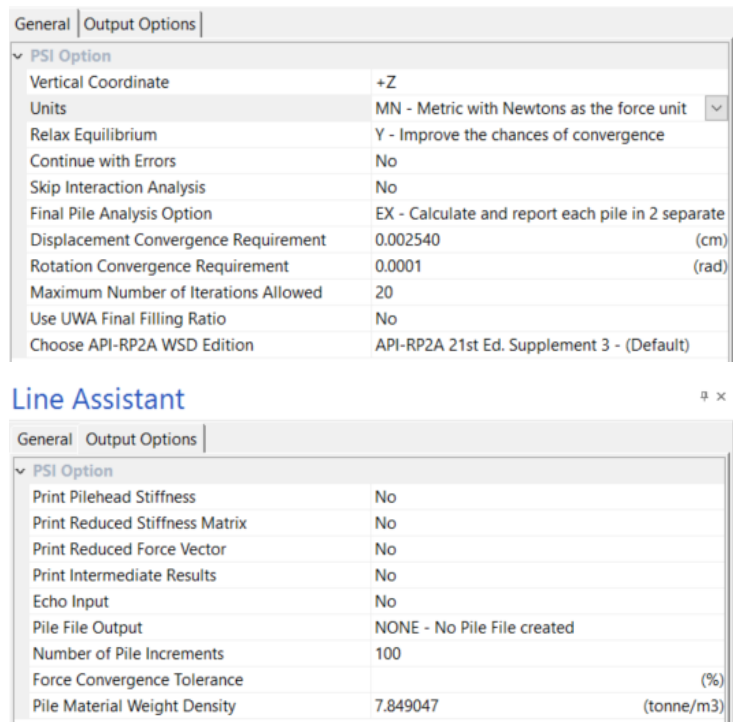 General Output Options
PSI Option
Vertical Coordinate +Z
Units MN - Metric with Newtons as the force unit
Relax Equilibrium Y - Improve the chances of convergence
Continue with Errors No
Skip Interaction Analysis No
Final Pile Analysis Option EX - Calculate and report each pile in 2 separate
Displacement Convergence Requirement 0.002540 (cm)
Rotation Convergence Requirement 0.0001 (rad)
Maximum Number of Iterations Allowed 20
Use UWA Final Filling Ratio No
Choose API-RP2A WSD Edition API-RP2A 21st Ed. Supplement 3 - (Default)
Line Assistant
General Output Options
PSI Option
Print Pilehead Stiffness No
Print Reduced Stiffness Matrix No
Print Reduced Force Vector No
Print Intermediate Results No
Echo Input No
Pile File Output NONE - No Pile File created
Number of Pile Increments 100
Force Convergence Tolerance (%)
Pile Material Weight Density 7.849047 (tonne/m3)